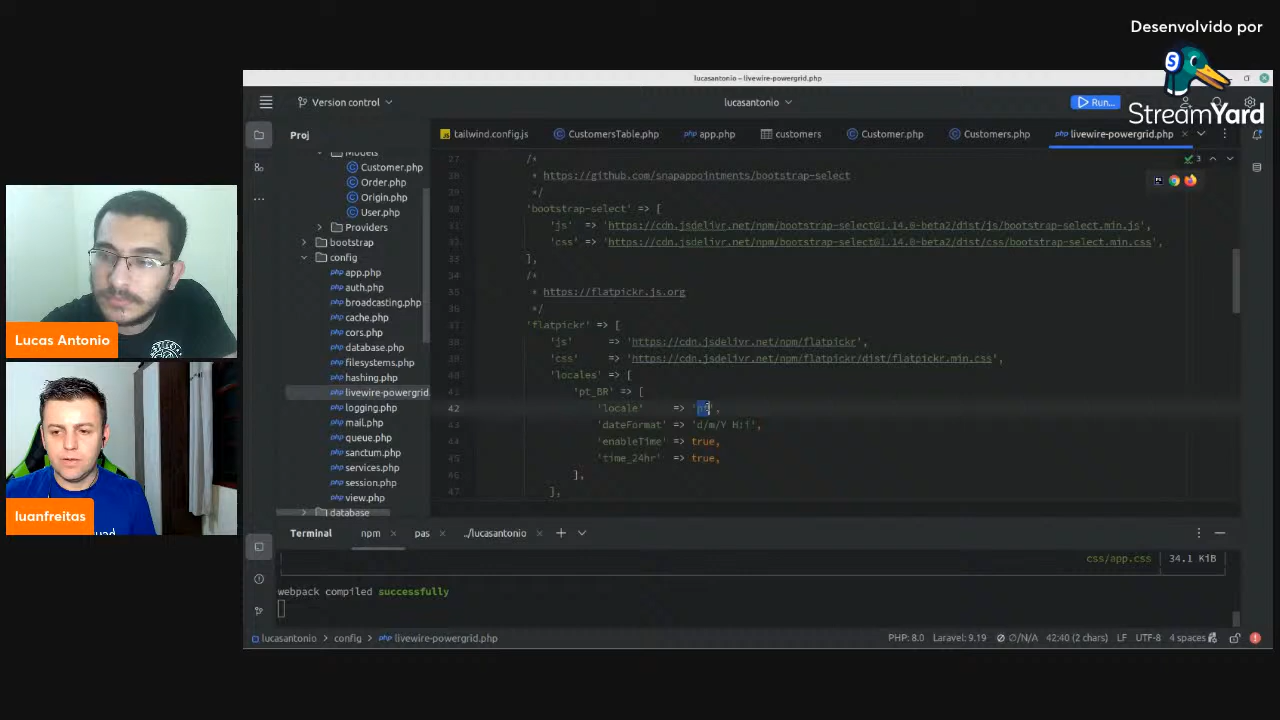 Desenvolvido por
StreamYard
lucasantonio – livewire-powergrid.php
Version control
lucasantonio
Run...
Proj
tailwind.config.js
CustomersTable.php
app.php
customers
Customer.php
Customers.php
livewire-powergrid.php
Models
Customer.php
Order.php
Origin.php
User.php
Providers
bootstrap
config
app.php
auth.php
broadcasting.php
cache.php
cors.php
database.php
filesystems.php
hashing.php
livewire-powergrid
logging.php
mail.php
queue.php
sanctum.php
services.php
session.php
view.php
database
3
/*
* https://github.com/snapappointments/bootstrap-select
*/
'bootstrap-select' => [
'js' => 'https://cdn.jsdelivr.net/npm/bootstrap-select@1.14.0-beta2/dist/js/bootstrap-select.min.js',
'css' => 'https://cdn.jsdelivr.net/npm/bootstrap-select@1.14.0-beta2/dist/css/bootstrap-select.min.css',
],
/*
* https://flatpickr.js.org
*/
'flatpickr' => [
'js' => 'https://cdn.jsdelivr.net/npm/flatpickr',
'css' => 'https://cdn.jsdelivr.net/npm/flatpickr/dist/flatpickr.min.css',
'locales' => [
'pt_BR' => [
42 'locale' => '
'dateFormat' => 'd/m/Y H:i',
'enableTime' => true,
'time_24hr' => true,
],
],
Lucas Antonio
luanfreitas
Terminal
npm
pas
../lucasantonio
css/app.css | 34.1 KiB
webpack compiled successfully
lucasantonio > config > livewire-powergrid.php
PHP: 8.0 Laravel: 9.19 N/A 42:40 (2 chars) LF UTF-8 4 spaces